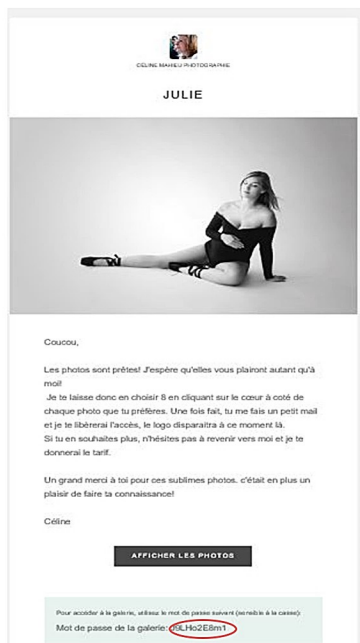 CÉLINE MAHIEU PHOTOGRAPHIE
JULIE
Coucou,
Les photos sont prêtes! J'espère qu'elles vous plairont autant qu'à
moi!
Je te laisse donc en choisir 8 en cliquant sur le cœur à coté de
chaque photo que tu préfères. Une fois fait, tu me fais un petit mail
et je te libèrerai l'accès, le logo disparaitra à ce moment là.
Si tu en souhaites plus, n'hésites pas à revenir vers moi et je te
donnerai le tarif.
Un grand merci à toi pour ces sublimes photos. c'était en plus un
plaisir de faire ta connaissance!
Céline
AFFICHER LES PHOTOS
Pour accéder à la galerie, utilisez le mot de passe suivant (sensible à la casse):
Mot de passe de la galerie: J9LHo2E8m1